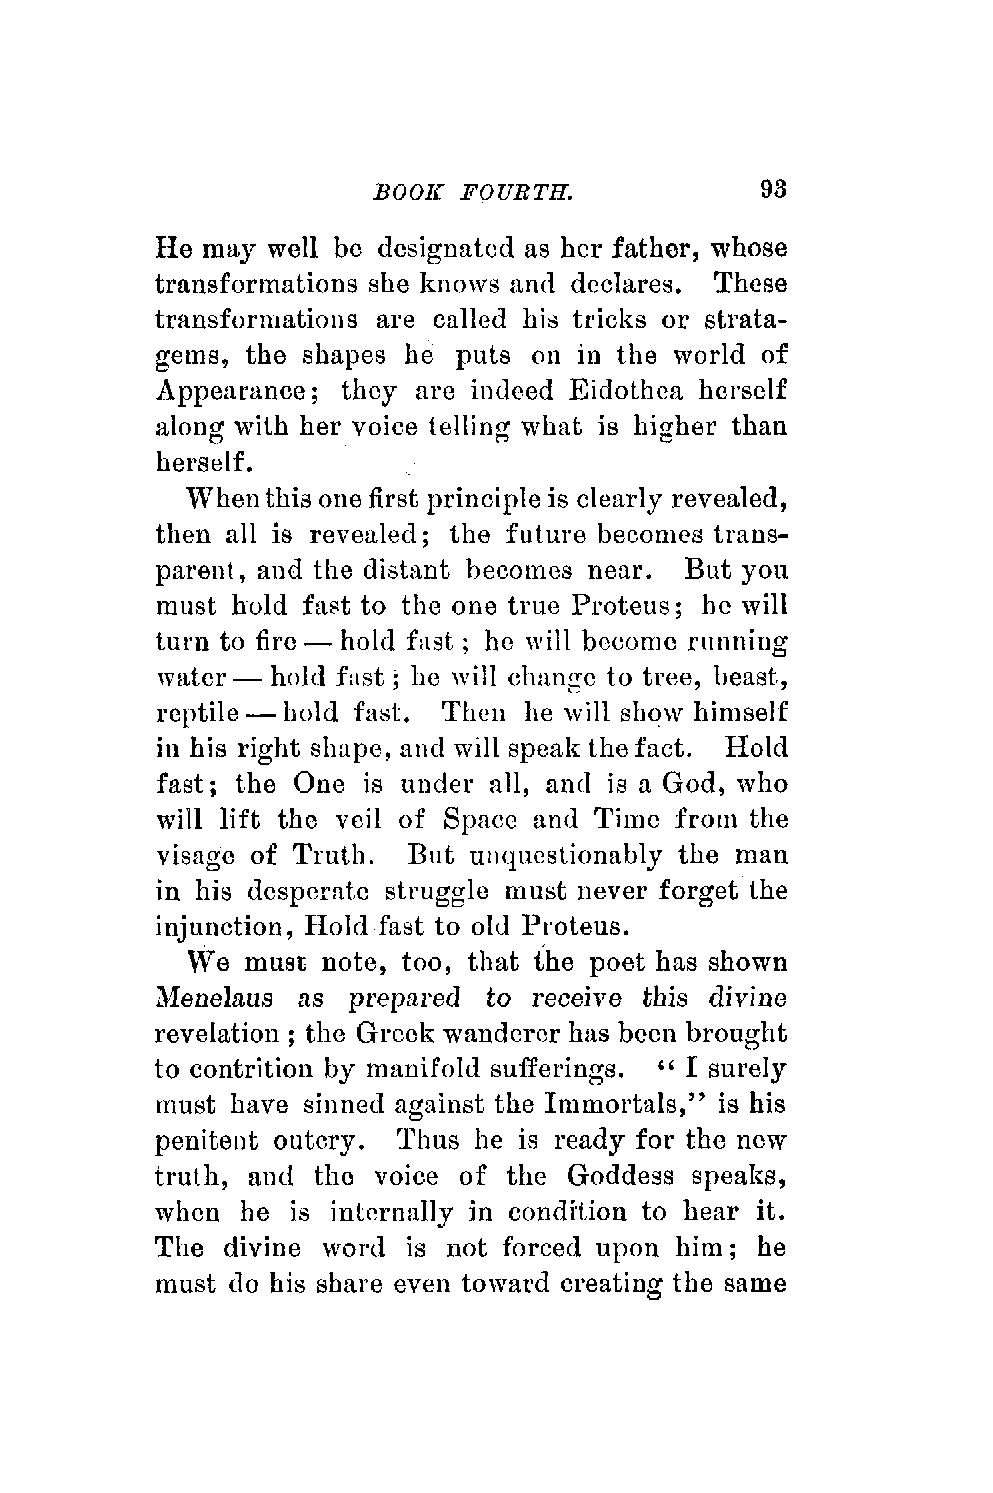 BOOK FOURTH. 93
He may well be designated as her father, whose
transformations she knows and declares. These
transformations are called his tricks or strata-
gems, the shapes he puts on in the world of
Appearance; they are indeed Eidothea herself
along with her voice telling what is higher than
herself.
When this one first principle is clearly revealed,
then all is revealed; the future becomes trans-
parent, and the distant becomes near. But you
must hold fast to the one true Proteus; he will
turn to fire — hold fast; he will become running
water — hold fast; he will change to tree, beast,
reptile — hold fast. Then he will show himself
in his right shape, and will speak the fact. Hold
fast; the One is under all, and is a God, who
will lift the veil of Space and Time from the
visage of Truth. But unquestionably the man
in his desperate struggle must never forget the
injunction, Hold fast to old Proteus.
We must note, too, that the poet has shown
Menelaus as prepared to receive this divine
revelation; the Greek wanderer has been brought
to contrition by manifold sufferings. "I surely
must have sinned against the Immortals," is his
penitent outcry. Thus he is ready for the new
truth, and the voice of the Goddess speaks,
when he is internally in condition to hear it.
The divine word is not forced upon him; he
must do his share even toward creating the same